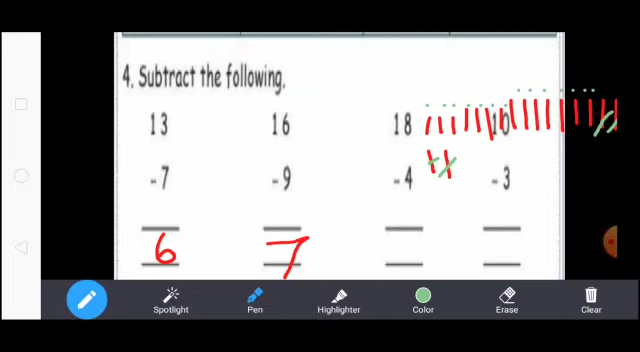 4. Subtract the following.
13 16 18 10
-7 -9 -4 -3
6 7
Spotlight Pen Highlighter Color Erase Clear